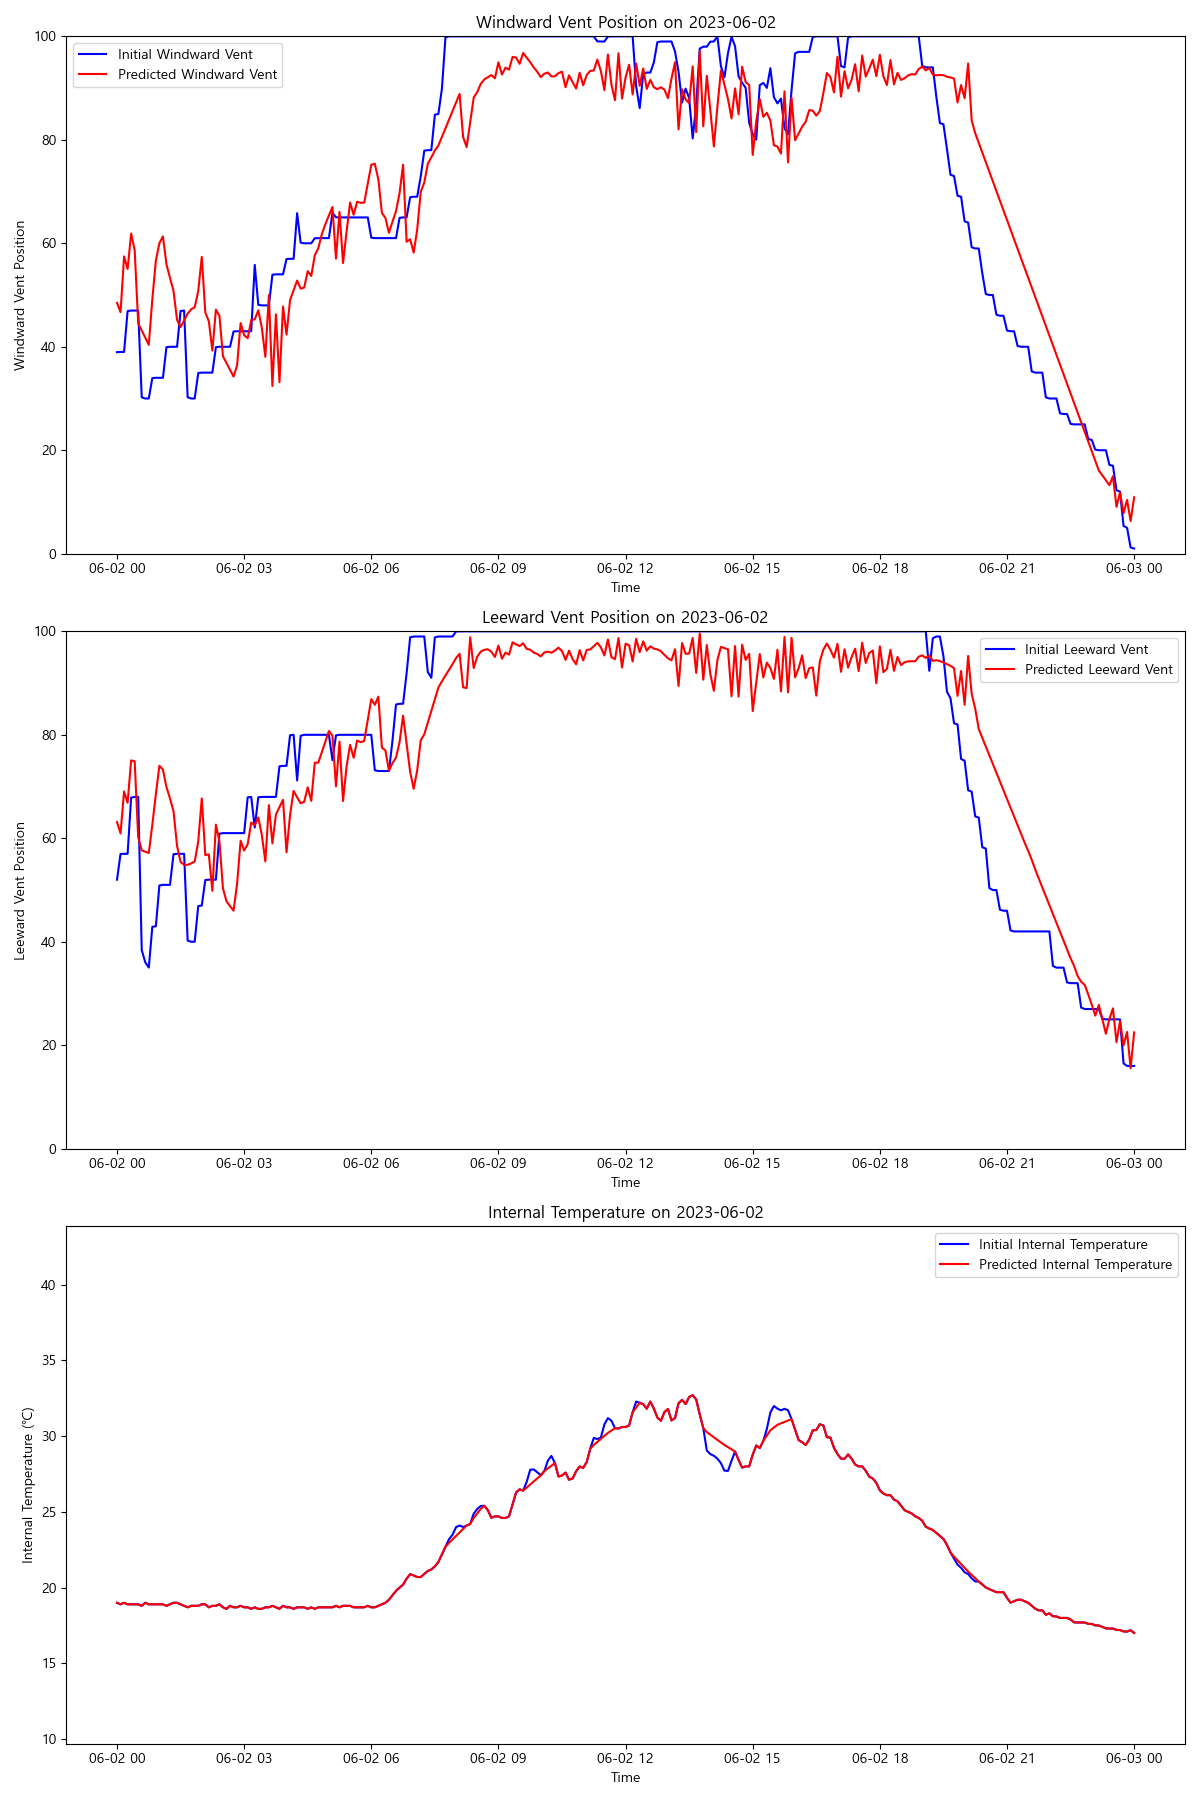 Windward Vent Position on 2023-06-02
Initial Windward Vent
Predicted Windward Vent
Windward Vent Position
100
80
60
40
20
0
06-02 00 06-02 03 06-02 06 06-02 09 06-02 12 06-02 15 06-02 18 06-02 21 06-03 00
Time
Leeward Vent Position on 2023-06-02
Initial Leeward Vent
Predicted Leeward Vent
Leeward Vent Position
100
80
60
40
20
0
06-02 00 06-02 03 06-02 06 06-02 09 06-02 12 06-02 15 06-02 18 06-02 21 06-03 00
Time
Internal Temperature on 2023-06-02
Initial Internal Temperature
Predicted Internal Temperature
Internal Temperature (℃)
40
35
30
25
20
15
10
06-02 00 06-02 03 06-02 06 06-02 09 06-02 12 06-02 15 06-02 18 06-02 21 06-03 00
Time